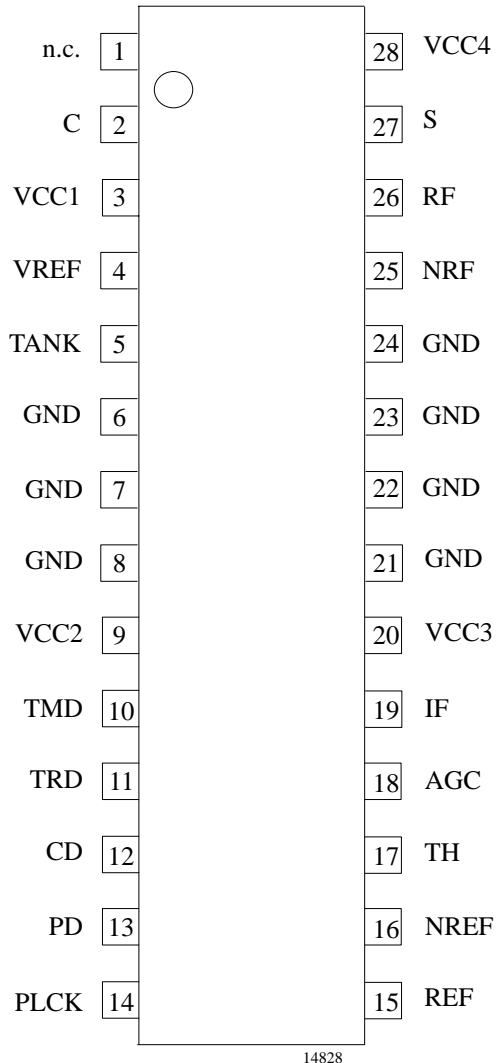 n.c. 1 28 VCC4
C 2 27 S
VCC1 3 26 RF
VREF 4 25 NRF
TANK 5 24 GND
GND 6 23 GND
GND 7 22 GND
GND 8 21 GND
VCC2 9 20 VCC3
TMD 10 19 IF
TRD 11 18 AGC
CD 12 17 TH
PD 13 16 NREF
PLCK 14 15 REF
14828